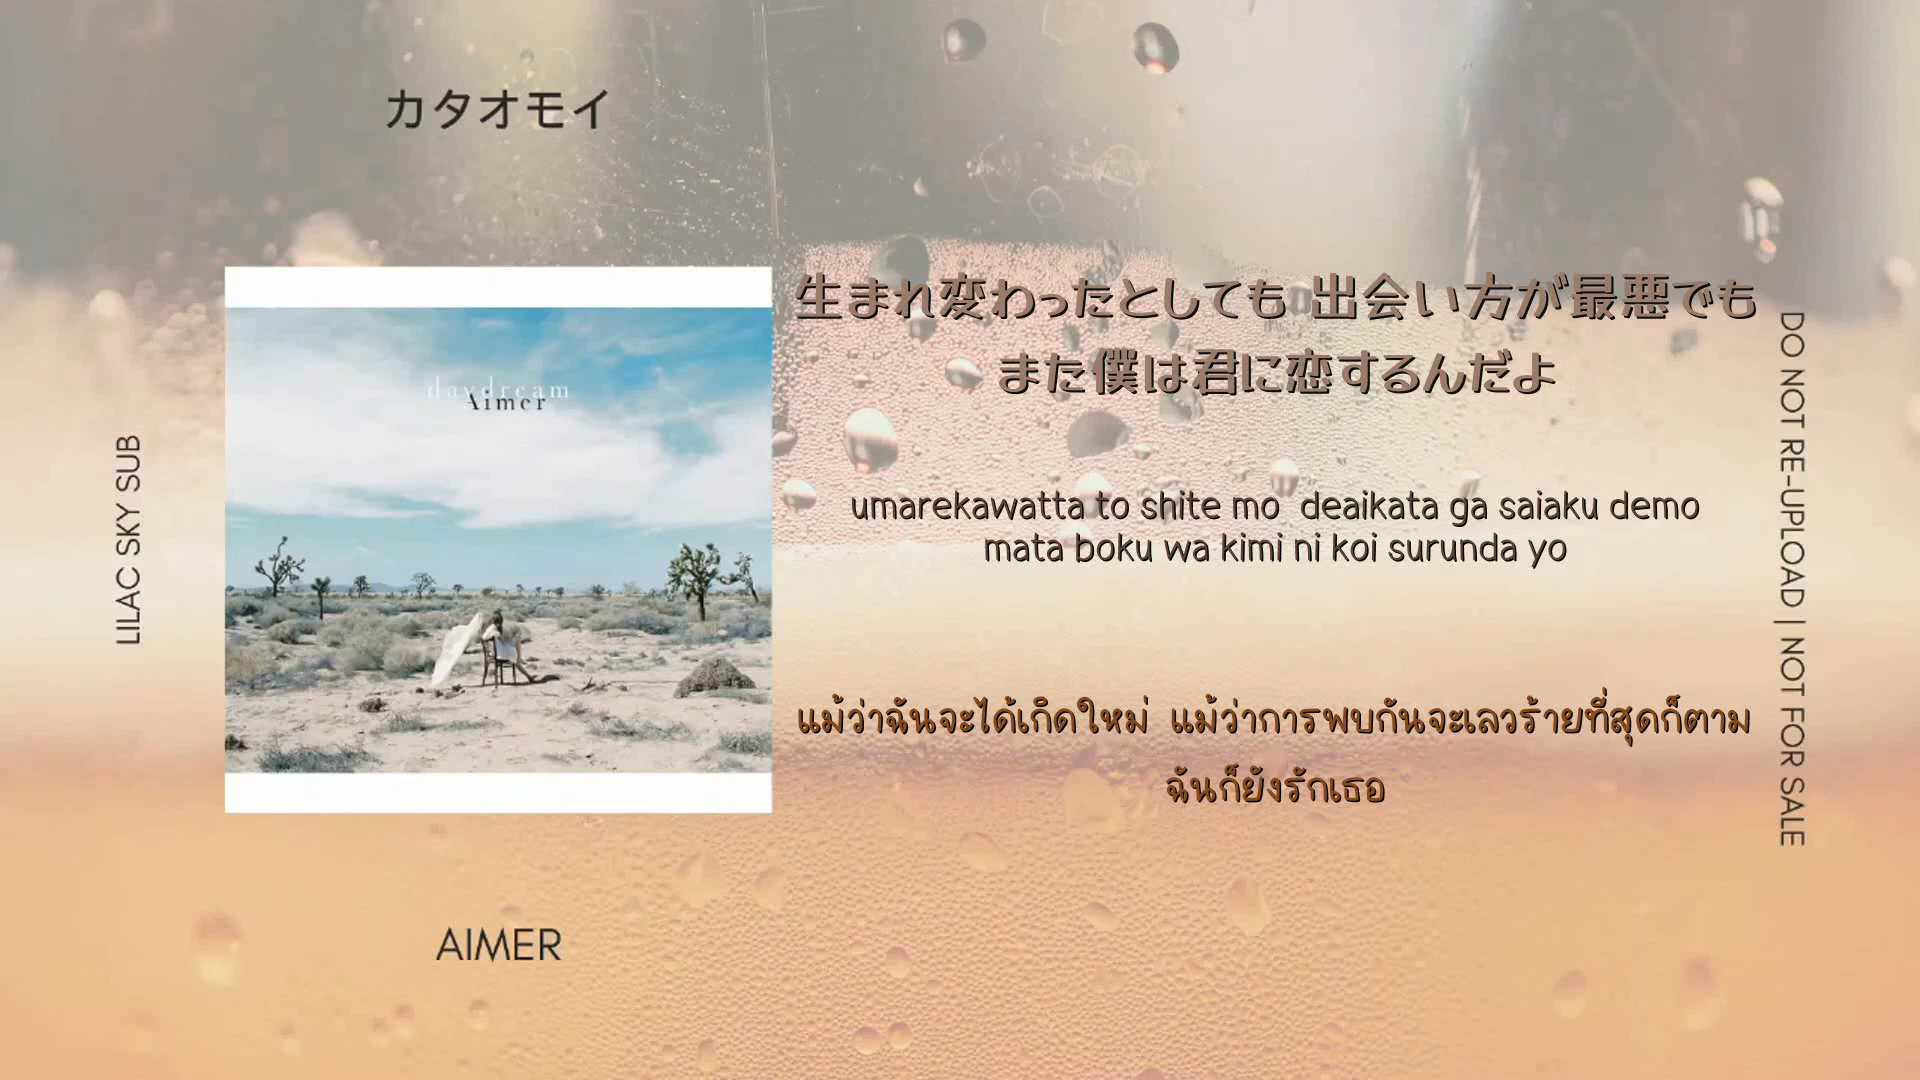 カタオモイ
daydream
Aimer
LILAC SKY SUB
生まれ変わったとしても 出会い方が最悪でも
また僕は君に恋するんだよ
umarekawatta to shite mo deaikata ga saiaku demo
mata boku wa kimi ni koi surunda yo
แม้ว่าฉันจะได้เกิดใหม่ แม้ว่าการพบกันจะเลวร้ายที่สุดก็ตาม
ฉันก็ยังรักเธอ
DO NOT RE-UPLOAD | NOT FOR SALE
AIMER